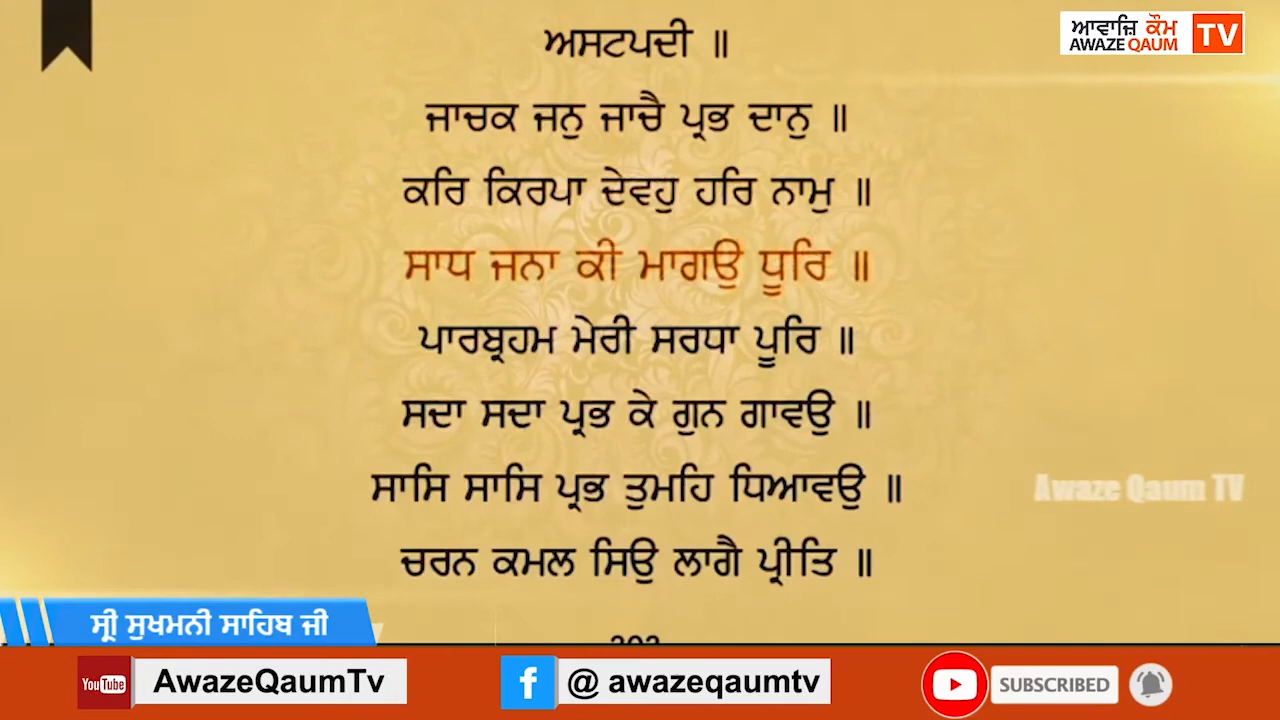 ਆਵਾਜ਼ਿ ਕੌਮ
AWAZE QAUM TV
ਅਸਟਪਦੀ ॥
ਜਾਚਕ ਜਨੁ ਜਾਚੈ ਪ੍ਰਭ ਦਾਨੁ ॥
ਕਰਿ ਕਿਰਪਾ ਦੇਵਹੁ ਹਰਿ ਨਾਮੁ ॥
ਸਾਧ ਜਨਾ ਕੀ ਮਾਗਉ ਧੂਰਿ ॥
ਪਾਰਬ੍ਰਹਮ ਮੇਰੀ ਸਰਧਾ ਪੂਰਿ ॥
ਸਦਾ ਸਦਾ ਪ੍ਰਭ ਕੇ ਗੁਨ ਗਾਵਉ ॥
ਸਾਸਿ ਸਾਸਿ ਪ੍ਰਭ ਤੁਮਹਿ ਧਿਆਵਉ ॥
Awaze Qaum TV
ਚਰਨ ਕਮਲ ਸਿਉ ਲਾਗੈ ਪ੍ਰੀਤਿ ॥
ਸ੍ਰੀ ਸੁਖਮਨੀ ਸਾਹਿਬ ਜੀ
YouTube AwazeQaumTv
f @ awazeqaumtv
SUBSCRIBED